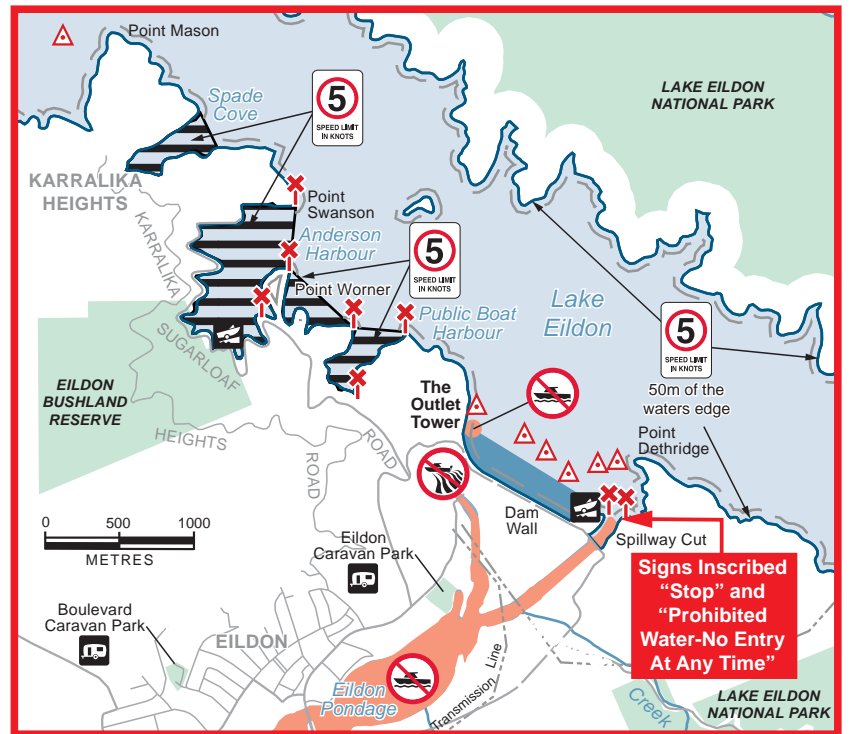 Point Mason
LAKE EILDON
NATIONAL PARK
Spade
Cove
5
SPEED LIMIT
IN KNOTS
KARRALIKA
HEIGHTS
KARRALIKA
Point
Swanson
Anderson
Harbour
5
SPEED LIMIT
IN KNOTS
Point Worner
Public Boat
Harbour
Lake
Eildon
5
SPEED LIMIT
IN KNOTS
50m of the
waters edge
SUGARLOAF
EILDON
BUSHLAND
RESERVE
HEIGHTS
ROAD
ROAD
The
Outlet
Tower
Point
Dethridge
0 500 1000
METRES
Dam
Wall
Spillway Cut
Eildon
Caravan Park
Signs Inscribed
“Stop” and
“Prohibited
Water-No Entry
At Any Time”
Boulevard
Caravan Park
EILDON
Eildon
Pondage
Transmission Line
Creek
LAKE EILDON
NATIONAL PARK